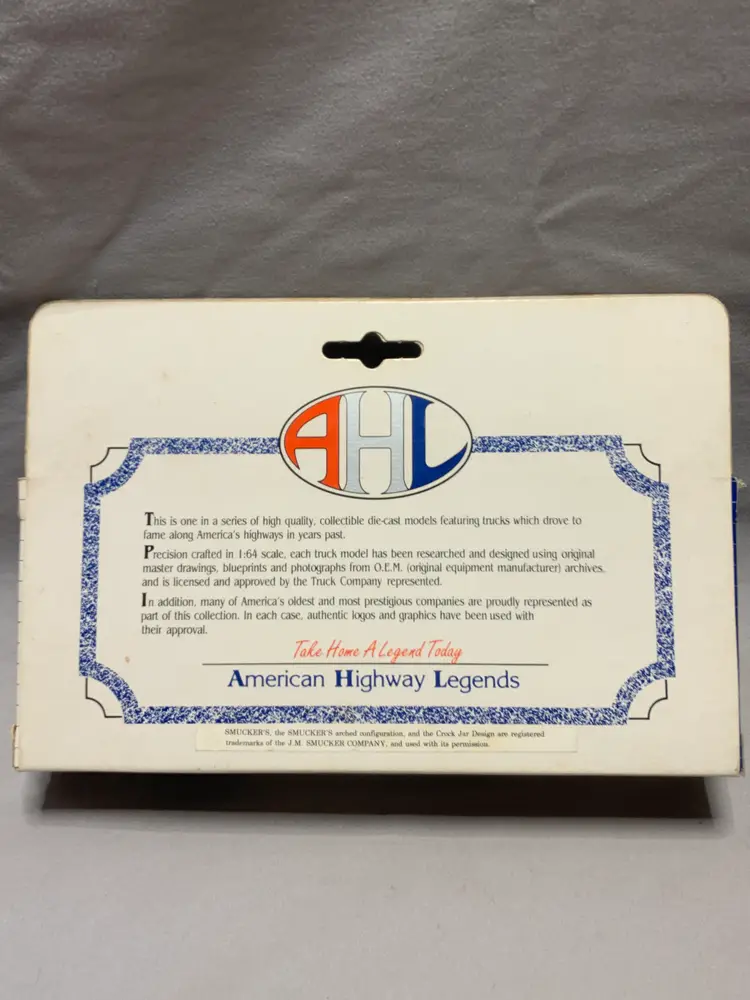 AHL
This is one in a series of high quality, collectible die-cast models featuring trucks which drove to
fame along America's highways in years past.
Precision crafted in 1:64 scale, each truck model has been researched and designed using original
master drawings, blueprints and photographs from O.E.M. (original equipment manufacturer) archives,
and is licensed and approved by the Truck Company represented.
In addition, many of America's oldest and most prestigious companies are proudly represented as
part of this collection. In each case, authentic logos and graphics have been used with
their approval.
Take Home A Legend Today
American Highway Legends
SMUCKER'S, the SMUCKER'S arched configuration, and the Crock Jar Design are registered
trademarks of the J.M. SMUCKER COMPANY, and used with its permission.